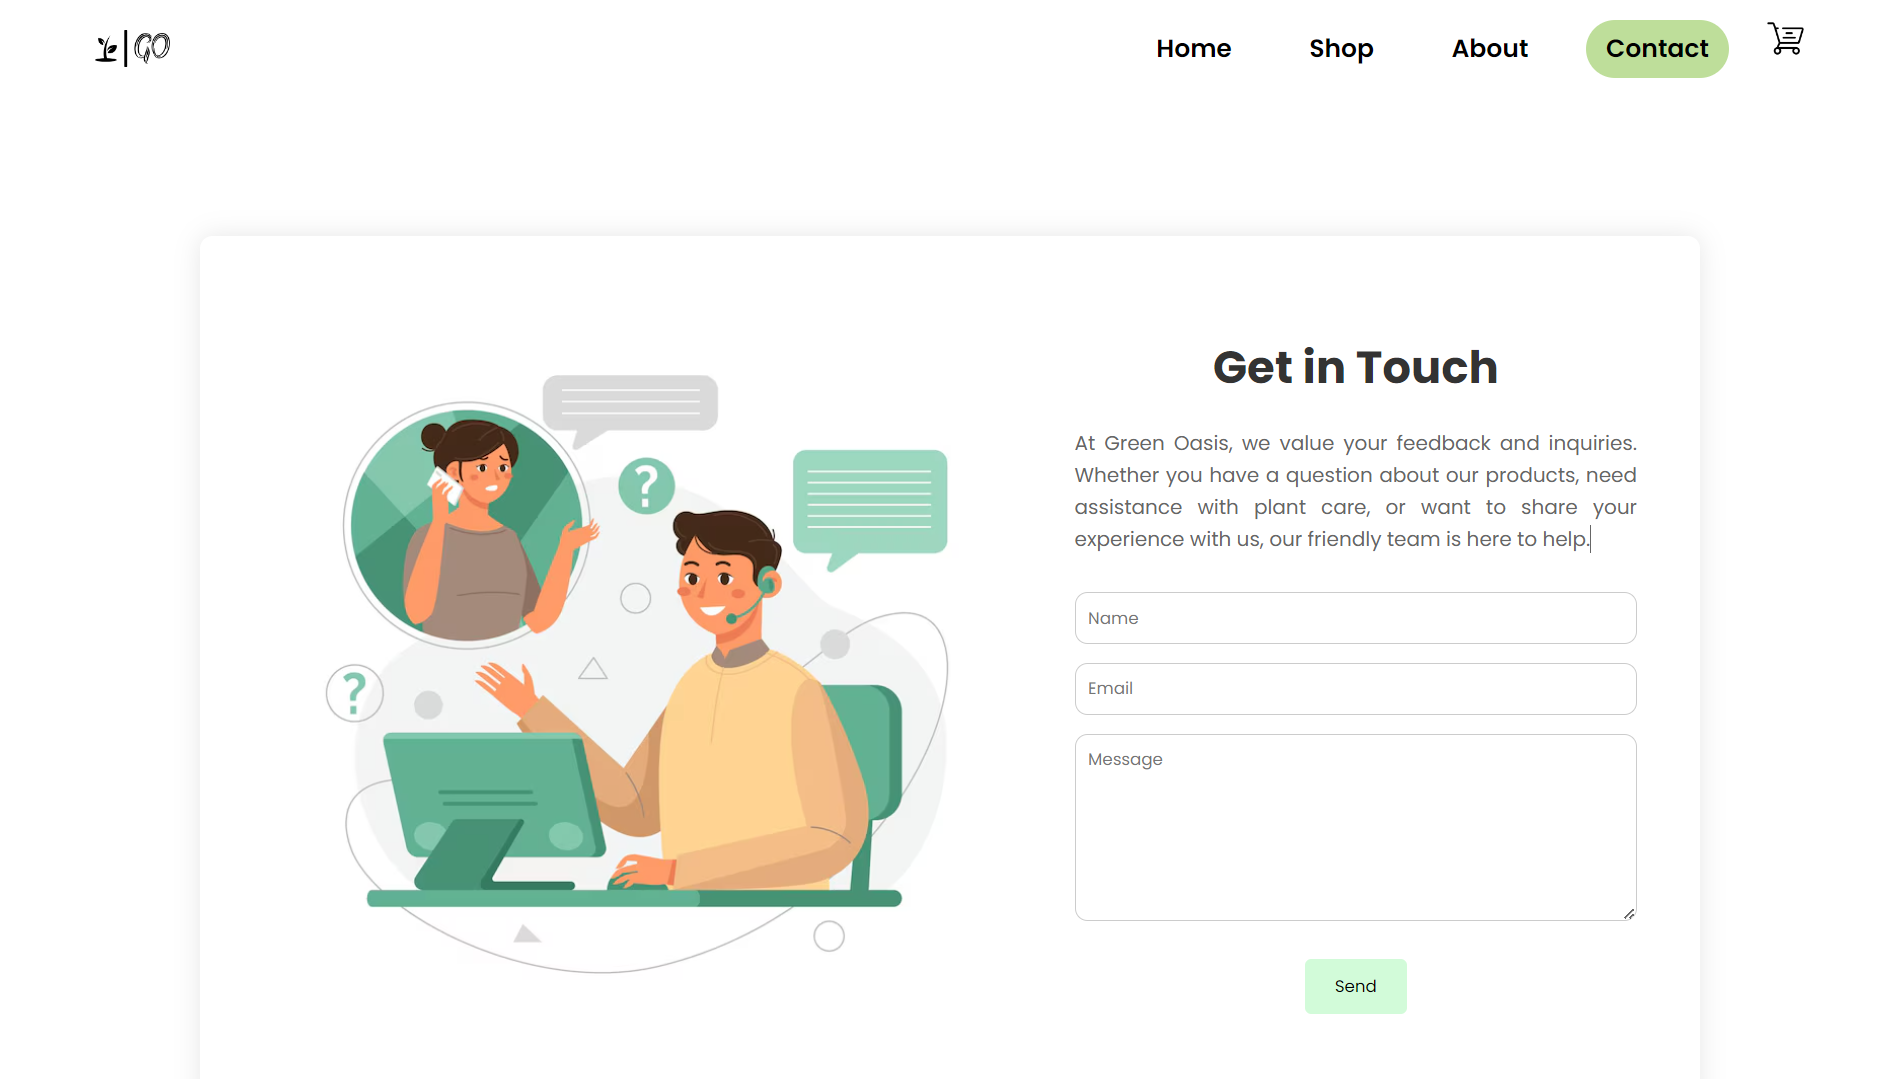 GO
Home
Shop
About
Contact
Get in Touch
At Green Oasis, we value your feedback and inquiries.
Whether you have a question about our products, need
assistance with plant care, or want to share your
experience with us, our friendly team is here to help.
?
?
Name
Email
Message
Send